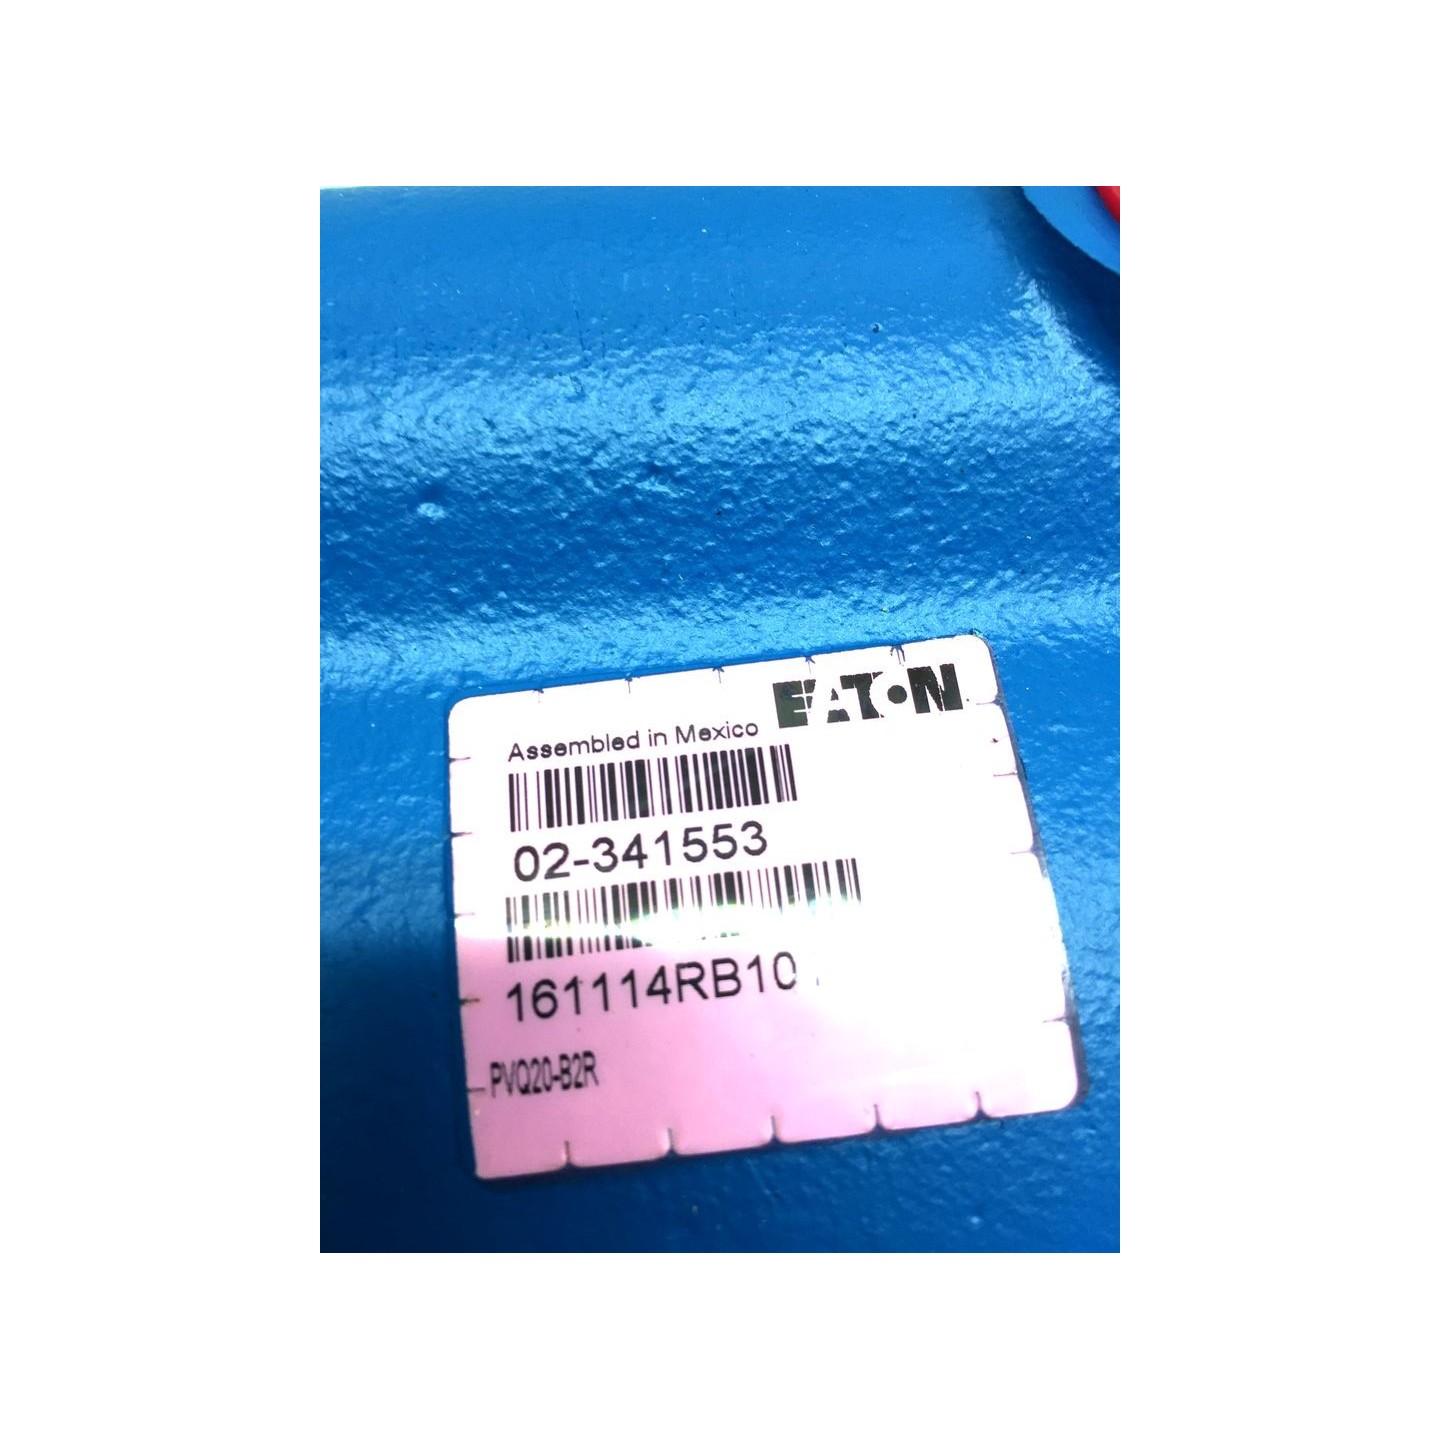 EATON
Assembled in Mexico
02-341553
161114RB10
PVQ20-B2R